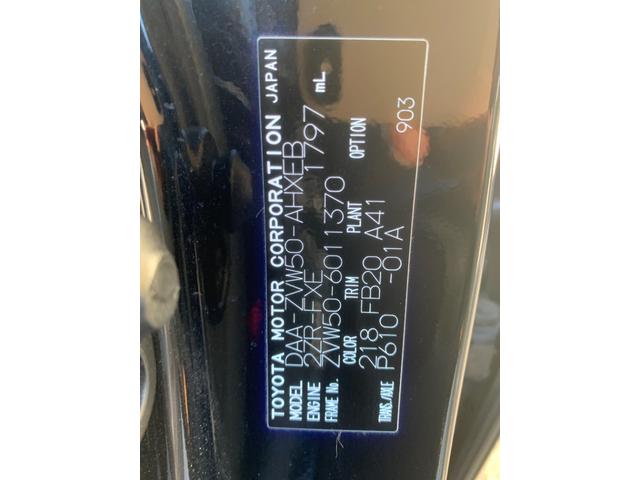 TOYOTA MOTOR CORPORATION JAPAN
MODEL DAA-ZVW50-AHXEB
ENGINE 2ZR-FXE 1797 mL
FRAME No. ZVW50-6011370
COLOR TRIM PLANT OPTION
218 FB20 A41 903
TRANS/AXLE P610 -01A